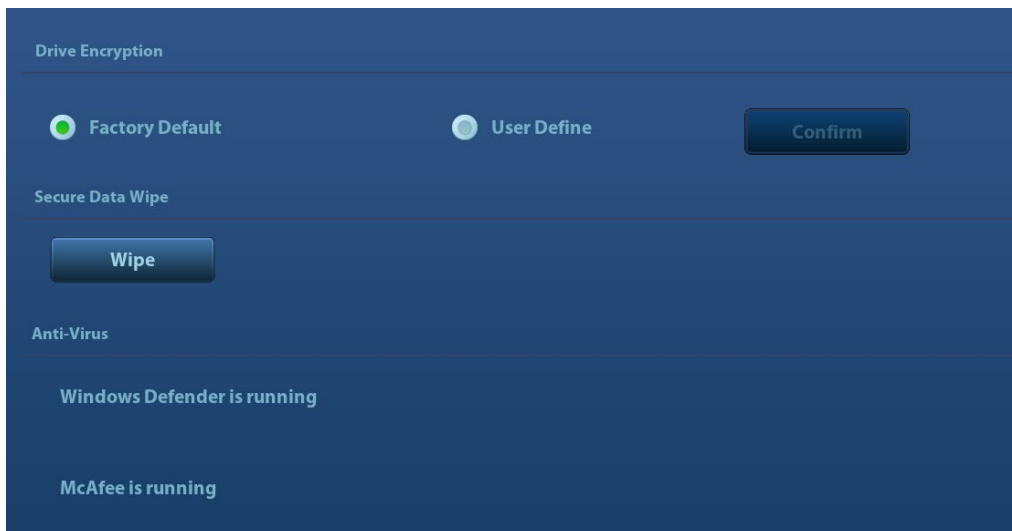 Drive Encryption
Factory Default User Define Confirm
Secure Data Wipe
Wipe
Anti-Virus
Windows Defender is running
McAfee is running